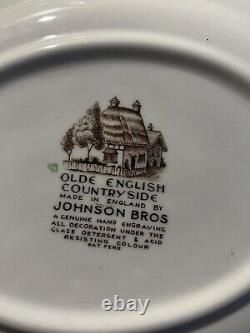 OLDE ENGLISH
COUNTRYSIDE
MADE IN ENGLAND BY
JOHNSON BROS
A GENUINE HAND ENGRAVING
ALL DECORATION UNDER THE
GLAZE DETERGENT & ACID
RESISTING COLOUR
PAT PEND